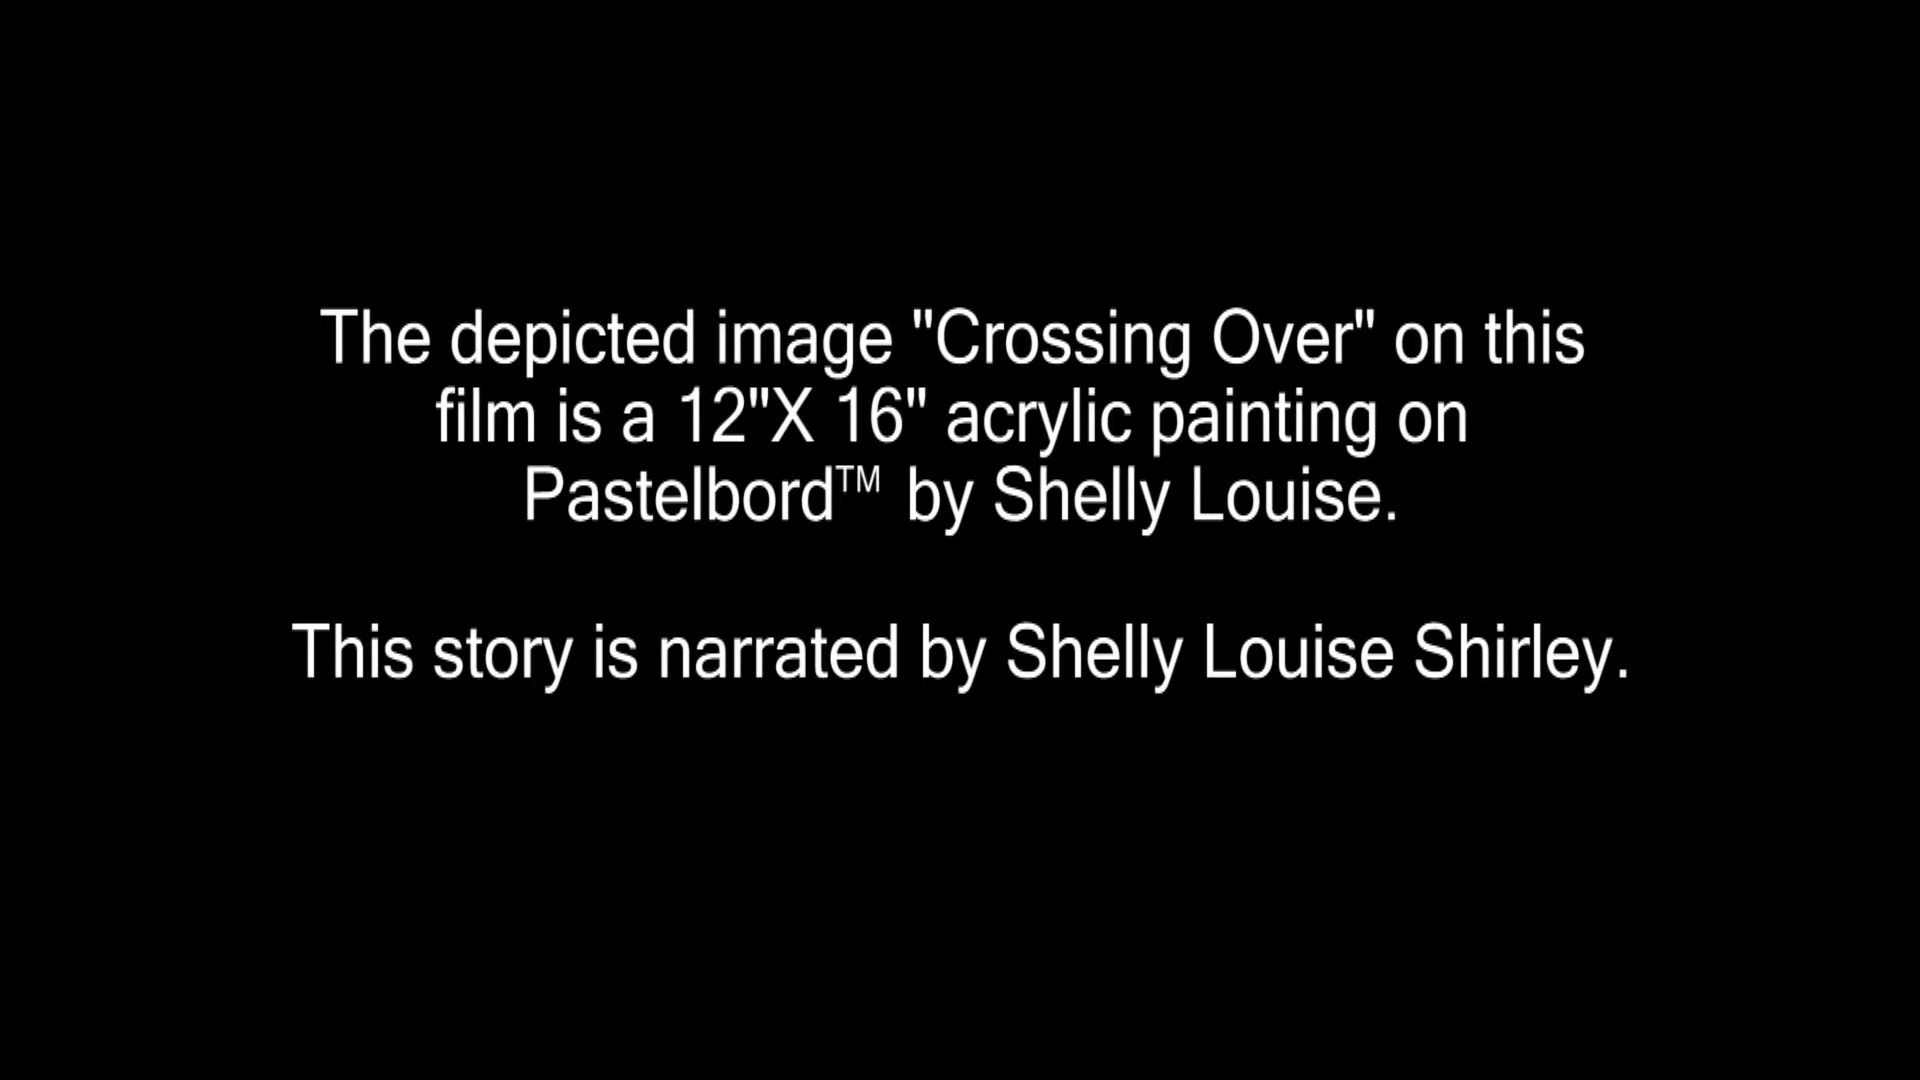 The depicted image "Crossing Over" on this
film is a 12"X 16" acrylic painting on
Pastelbord™ by Shelly Louise.
This story is narrated by Shelly Louise Shirley.